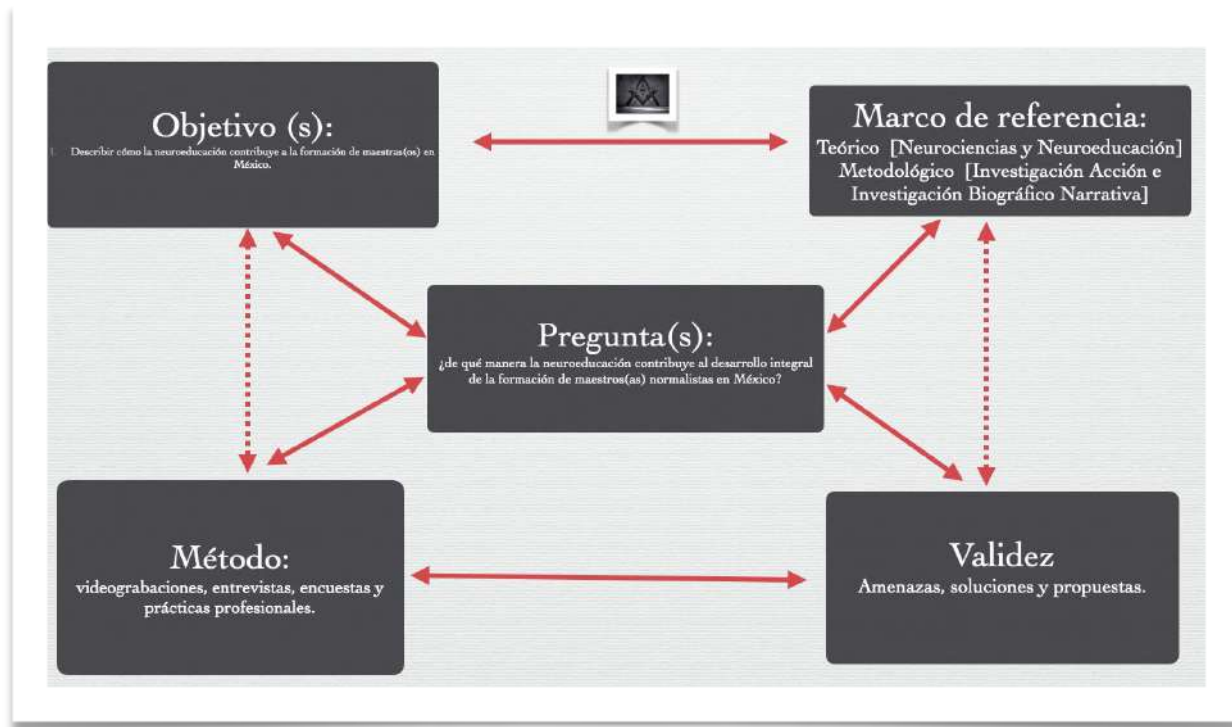 Objetivo (s):
1. Describir cómo la neuroeducación contribuye a la formación de maestras(os) en
México.
Marco de referencia:
Teórico [Neurociencias y Neuroeducación]
Metodológico [Investigación Acción e
Investigación Biográfico Narrativa]
Pregunta(s):
¿de qué manera la neuroeducación contribuye al desarrollo integral
de la formación de maestros(as) normalistas en México?
Método:
videograbaciones, entrevistas, encuestas y
prácticas profesionales.
Validez
Amenazas, soluciones y propuestas.